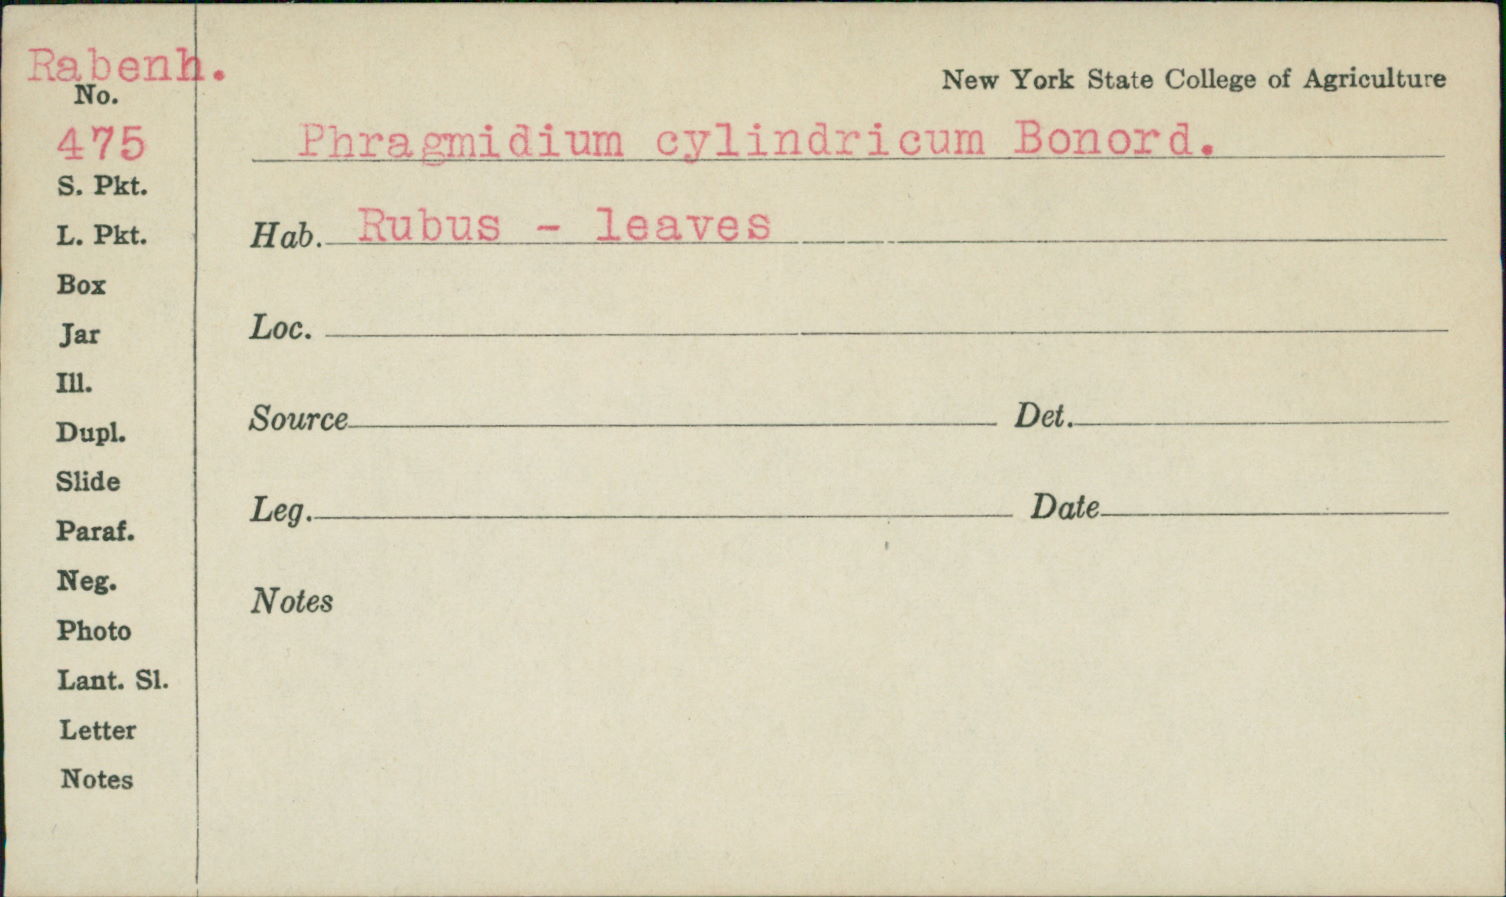 Rabenh.
No.
475
New York State College of Agriculture
Phragmidium cylindricum Bonord.
S. Pkt.
L. Pkt.
Hab. Rubus - leaves
Box
Jar
Loc.
Ill.
Dupl.
Source Det.
Slide
Leg. Date
Paraf.
Neg.
Notes
Photo
Lant. Sl.
Letter
Notes